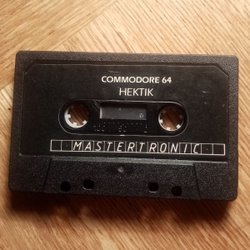 COMMODORE 64
HEKTIK
MASTERTRONIC